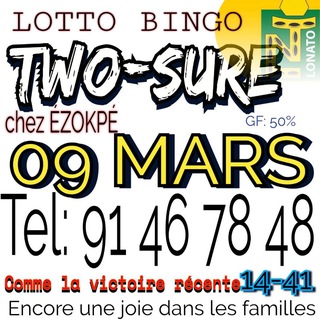 LOTTO BINGO
LONATO
TWO-SURE
chez EZOKPÉ
GF: 50%
09 MARS
Tel: 91 46 78 48
Comme la victoire récente 14-41
Encore une joie dans les familles